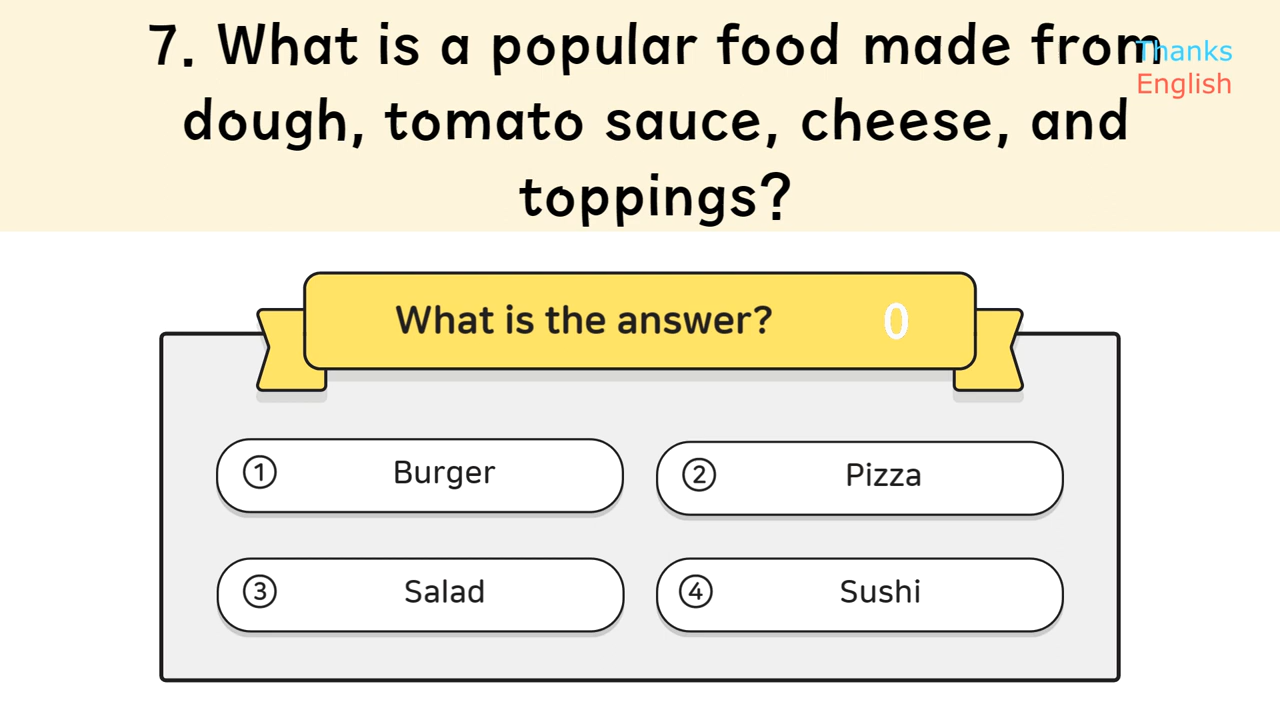 7. What is a popular food made from
Thanks
English
dough, tomato sauce, cheese, and
toppings?
What is the answer? 0
① Burger
② Pizza
③ Salad
④ Sushi